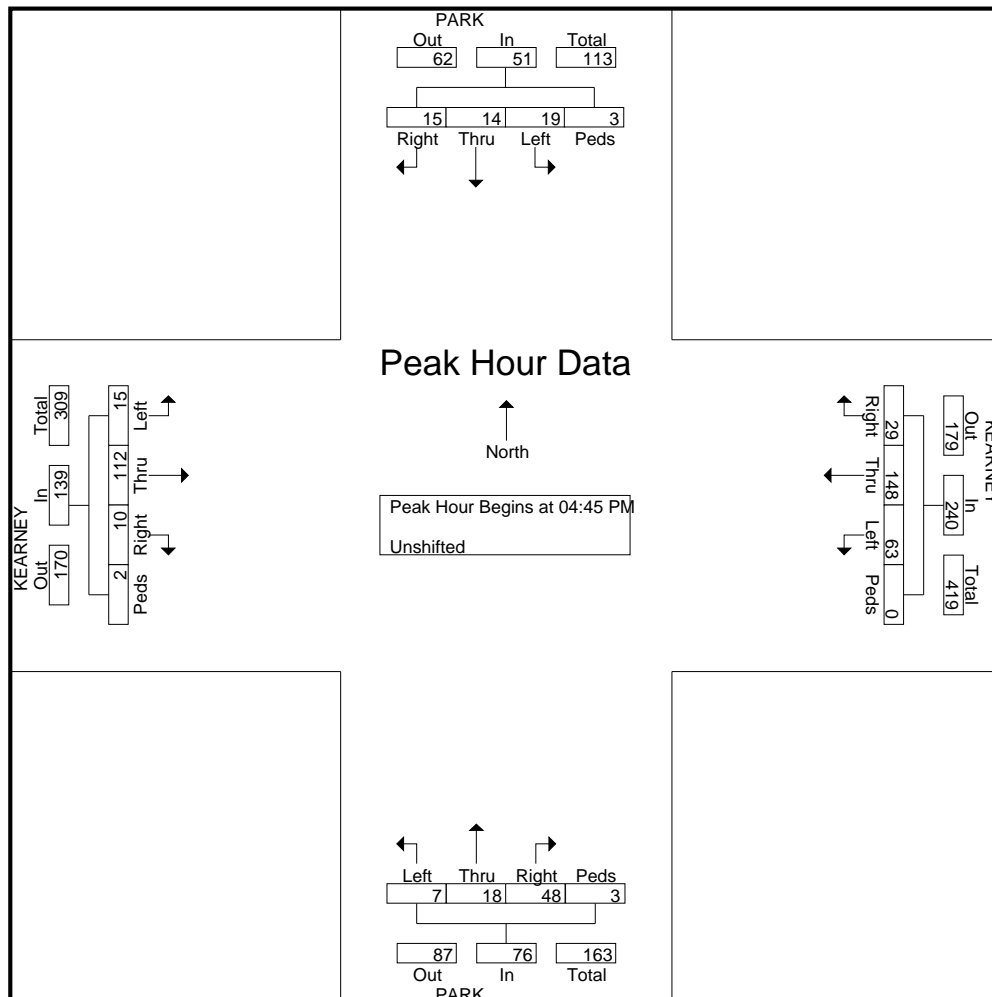 PARK
Out In Total
62 51 113
15 14 19 3
Right Thru Left Peds
Peak Hour Data
North
Peak Hour Begins at 04:45 PM
Unshifted
KEARNEY
Out In Total
170 139 309
Left Thru Right Peds
15 112 10 2
KEARNEY
Out In Total
179 240 419
Right Thru Left Peds
29 148 63 0
Left Thru Right Peds
7 18 48 3
87 76 163
Out In Total
PARK